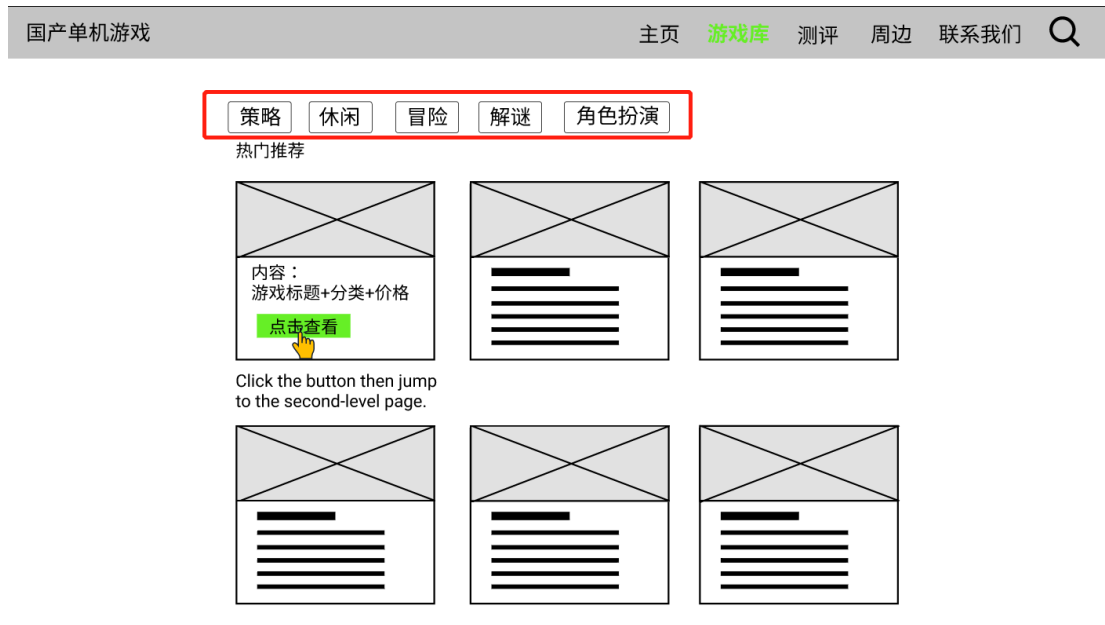 国产单机游戏 主页 游戏库 测评 周边 联系我们
策略 休闲 冒险 解谜 角色扮演
热门推荐
内容：
游戏标题+分类+价格
点击查看
Click the button then jump
to the second-level page.